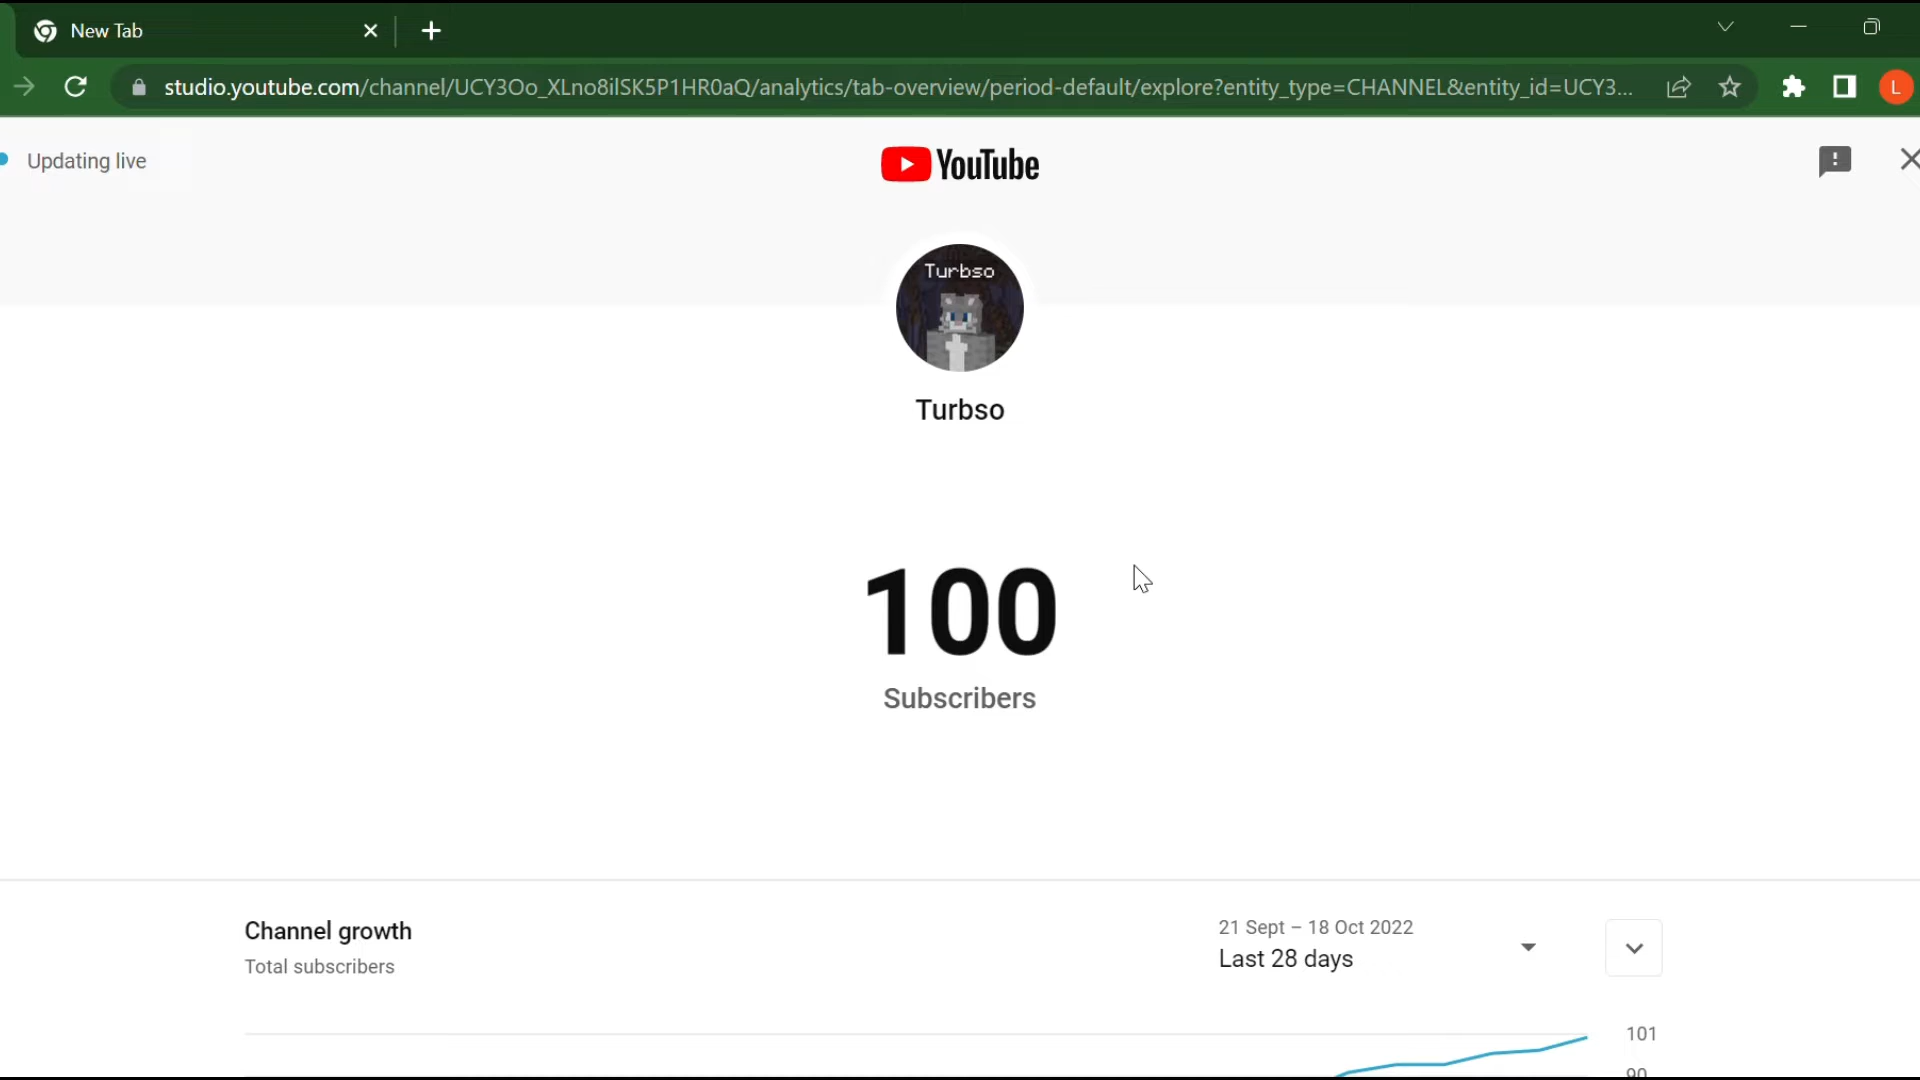 New Tab
studio.youtube.com/channel/UCY3Oo_XLno8ilSK5P1HR0aQ/analytics/tab-overview/period-default/explore?entity_type=CHANNEL&entity_id=UCY3...
L
Updating live
YouTube
Turbso
Turbso
100
Subscribers
Channel growth
Total subscribers
21 Sept – 18 Oct 2022
Last 28 days
101
90